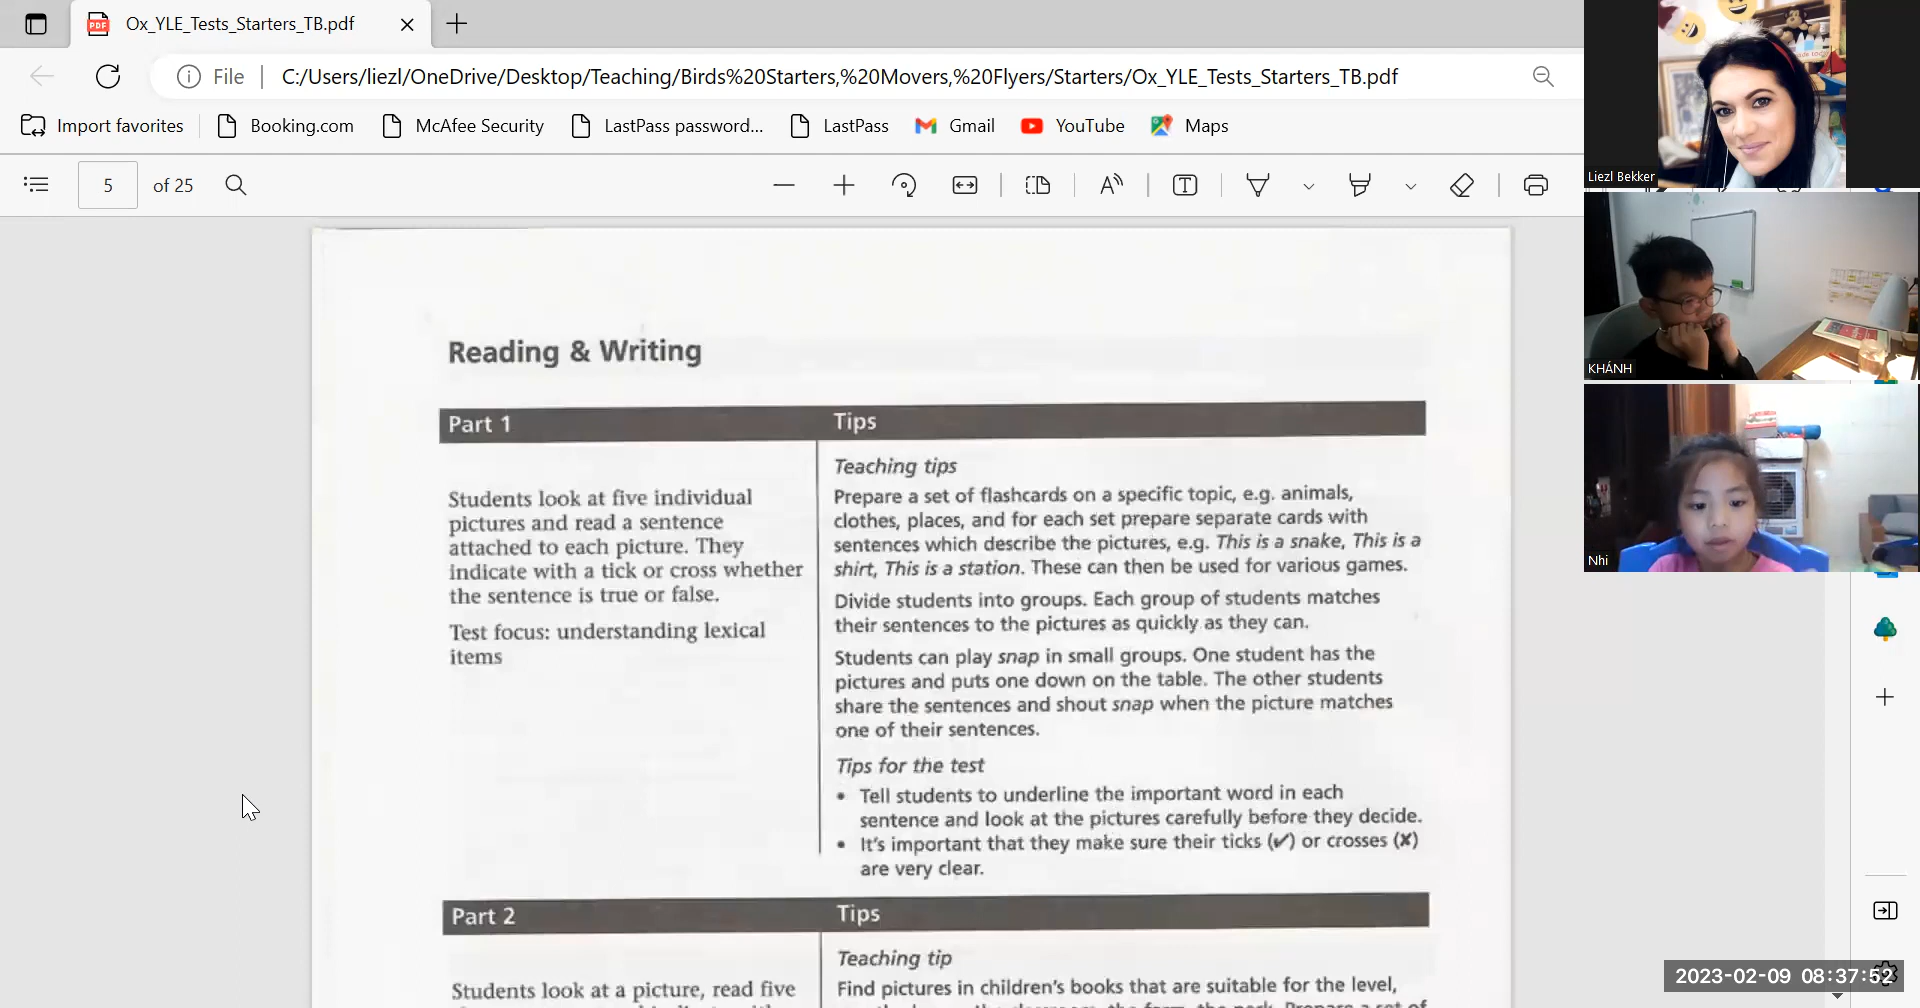 Ox_YLE_Tests_Starters_TB.pdf
File
C:/Users/liezl/OneDrive/Desktop/Teaching/Birds%20Starters,%20Movers,%20Flyers/Starters/Ox_YLE_Tests_Starters_TB.pdf
Import favorites
Booking.com
McAfee Security
LastPass password...
LastPass
Gmail
YouTube
Maps
5 of 25
Liezl Bekker
KHÁNH
Nhi
Reading & Writing
Part 1
Students look at five individual
pictures and read a sentence
attached to each picture. They
indicate with a tick or cross whether
the sentence is true or false.
Test focus: understanding lexical
items
Tips
Teaching tips
Prepare a set of flashcards on a specific topic, e.g. animals,
clothes, places, and for each set prepare separate cards with
sentences which describe the pictures, e.g. This is a snake, This is a
shirt, This is a station. These can then be used for various games.
Divide students into groups. Each group of students matches
their sentences to the pictures as quickly as they can.
Students can play snap in small groups. One student has the
pictures and puts one down on the table. The other students
share the sentences and shout snap when the picture matches
one of their sentences.
Tips for the test
• Tell students to underline the important word in each
sentence and look at the pictures carefully before they decide.
• It's important that they make sure their ticks (✔) or crosses (✘)
are very clear.
Part 2
Students look at a picture, read five
Tips
Teaching tip
Find pictures in children's books that are suitable for the level,
2023-02-09 08:37:52